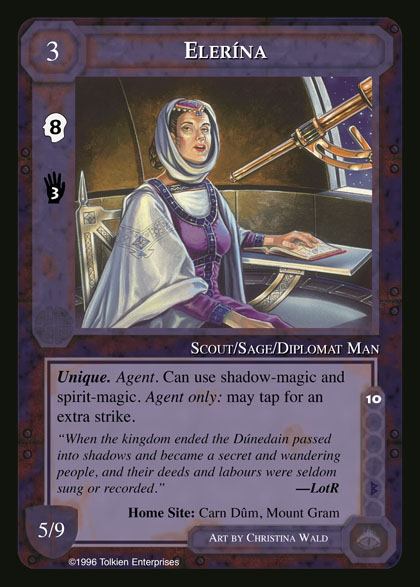 3
ELERÍNA
8
3
SCOUT/SAGE/DIPLOMAT MAN
Unique. Agent. Can use shadow-magic and
spirit-magic. Agent only: may tap for an
extra strike.
10
“When the kingdom ended the Dúnedain passed
into shadows and became a secret and wandering
people, and their deeds and labours were seldom
sung or recorded.” —LotR
Home Site: Carn Dûm, Mount Gram
5/9
ART BY CHRISTINA WALD
©1996 Tolkien Enterprises